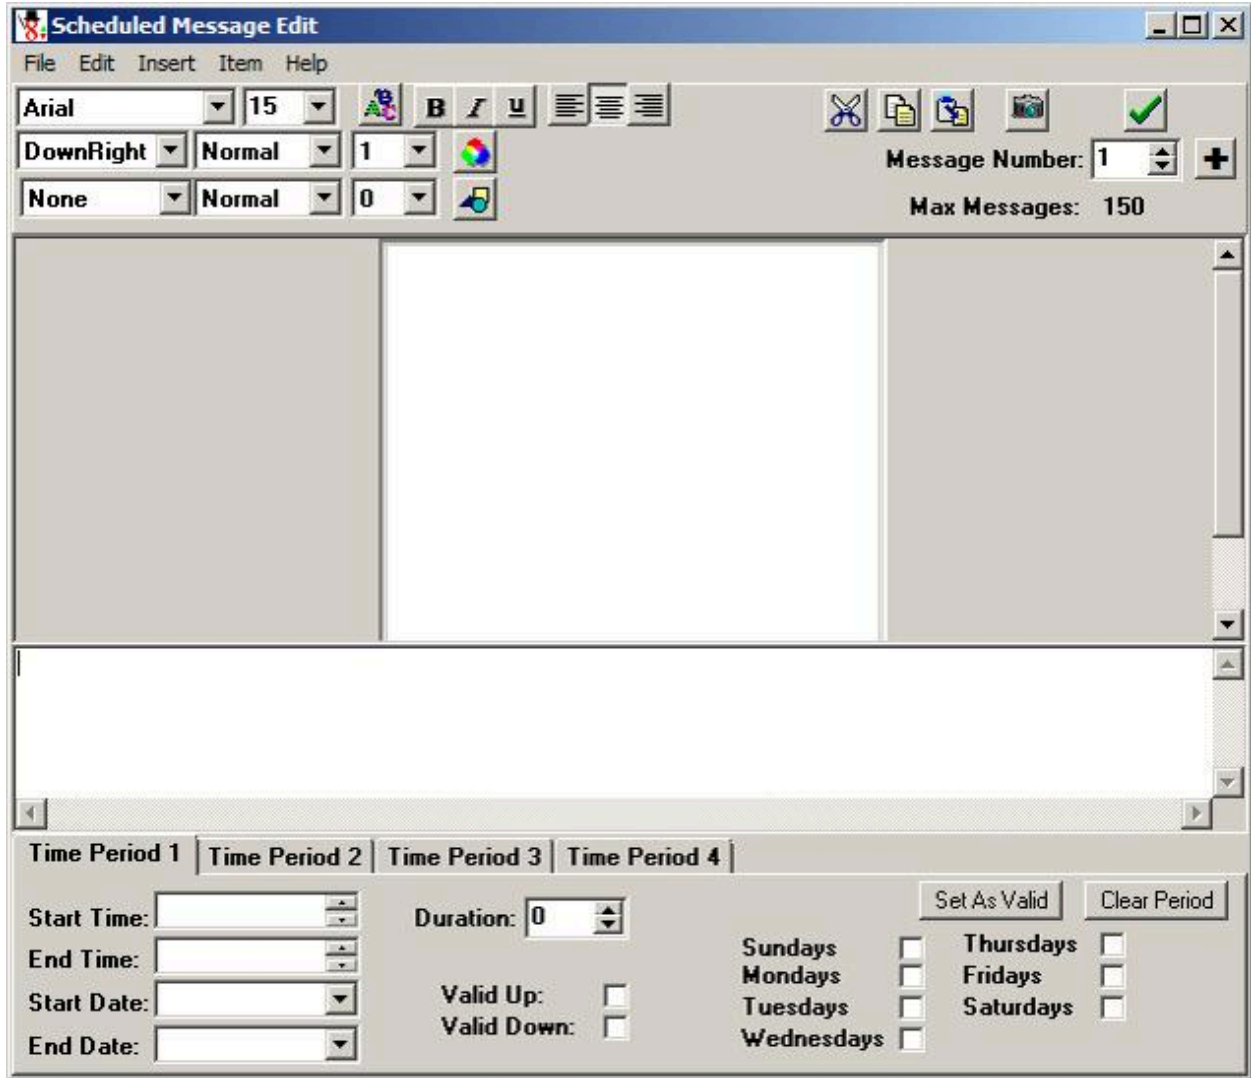 Scheduled Message Edit
File Edit Insert Item Help
Arial 15 B I U
DownRight Normal 1
Message Number: 1
None Normal 0
Max Messages: 150
Time Period 1 Time Period 2 Time Period 3 Time Period 4
Set As Valid Clear Period
Start Time: Duration: 0
Sundays Thursdays
End Time:
Mondays Fridays
Start Date: Valid Up:
Tuesdays Saturdays
Valid Down:
Wednesdays
End Date: